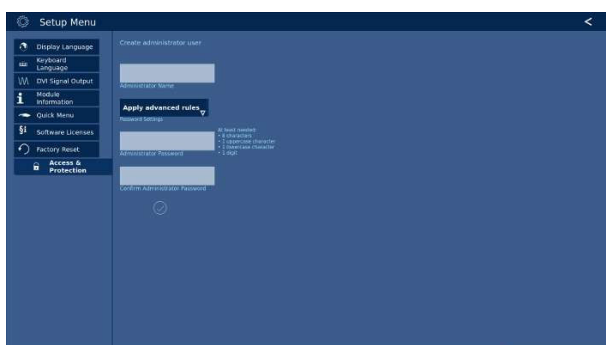 Setup Menu
<
Display Language
Keyboard
Language
DVI Signal Output
Module
Information
Quick Menu
§i
Software Licenses
Factory Reset
Access &
Protection
Create administrator user
Administrator Name
Apply advanced rules
Password Settings
At least needed:
• 8 characters
• 1 uppercase character
• 1 lowercase character
• 1 digit
Administrator Password
Confirm Administrator Password